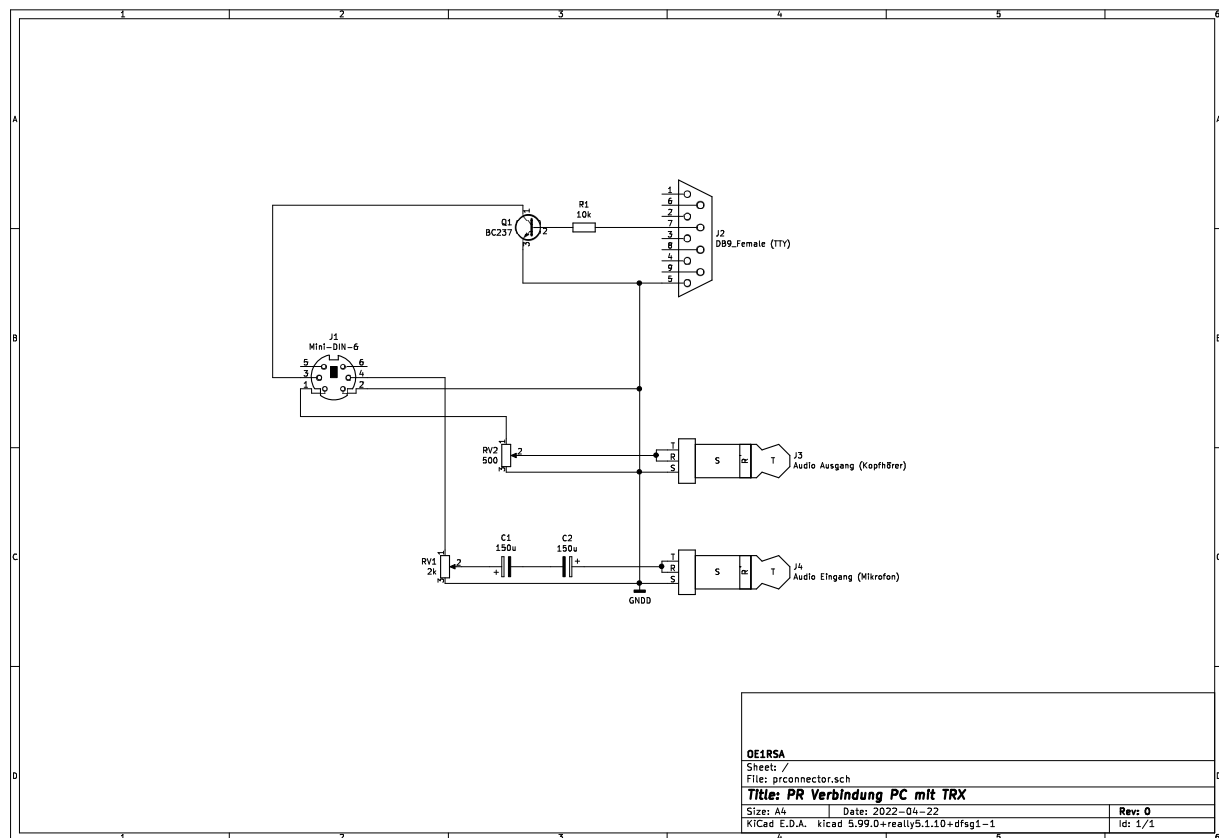 1 2 3 4 5 6
A
A
B
B
C
C
D
D
1
6
2
7
3
8
4
9
5
J2
DB9_Female (TTY)
R1
10k
Q1
BC237
1
2
3
J1
Mini-DIN-6
5 6
3 4
1 2
RV2
500
1
2
3
T
R
S
S R T
J3
Audio Ausgang (Kopfhörer)
C1
150u
+
C2
150u
+
RV1
2k
1
2
3
T
R
S
S R T
J4
Audio Eingang (Mikrofon)
GNDD
OE1RSA
Sheet: /
File: prconnector.sch
Title: PR Verbindung PC mit TRX
Size: A4 Date: 2022-04-22 Rev: 0
KiCad E.D.A. kicad 5.99.0+really5.1.10+dfsg1-1 Id: 1/1
1 2 3 4 5